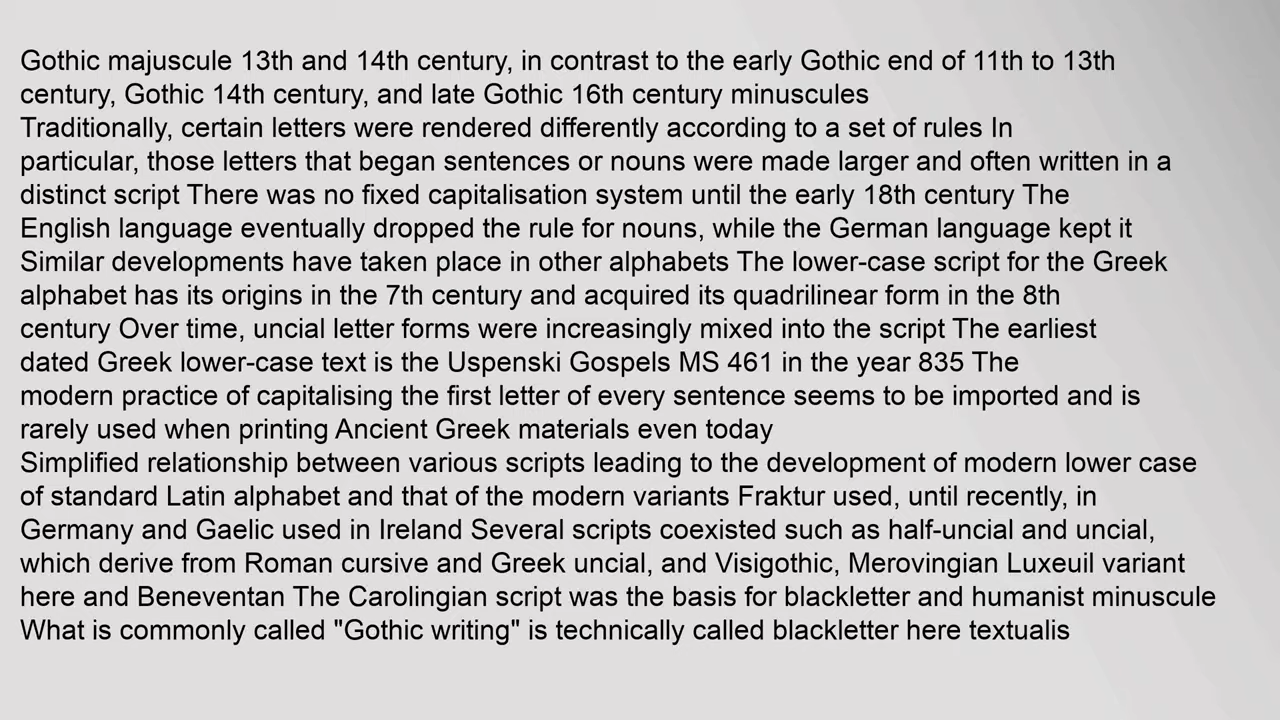 Gothic majuscule 13th and 14th century, in contrast to the early Gothic end of 11th to 13th
century, Gothic 14th century, and late Gothic 16th century minuscules
Traditionally, certain letters were rendered differently according to a set of rules In
particular, those letters that began sentences or nouns were made larger and often written in a
distinct script There was no fixed capitalisation system until the early 18th century The
English language eventually dropped the rule for nouns, while the German language kept it
Similar developments have taken place in other alphabets The lower-case script for the Greek
alphabet has its origins in the 7th century and acquired its quadrilinear form in the 8th
century Over time, uncial letter forms were increasingly mixed into the script The earliest
dated Greek lower-case text is the Uspenski Gospels MS 461 in the year 835 The
modern practice of capitalising the first letter of every sentence seems to be imported and is
rarely used when printing Ancient Greek materials even today
Simplified relationship between various scripts leading to the development of modern lower case
of standard Latin alphabet and that of the modern variants Fraktur used, until recently, in
Germany and Gaelic used in Ireland Several scripts coexisted such as half-uncial and uncial,
which derive from Roman cursive and Greek uncial, and Visigothic, Merovingian Luxeuil variant
here and Beneventan The Carolingian script was the basis for blackletter and humanist minuscule
What is commonly called "Gothic writing" is technically called blackletter here textualis